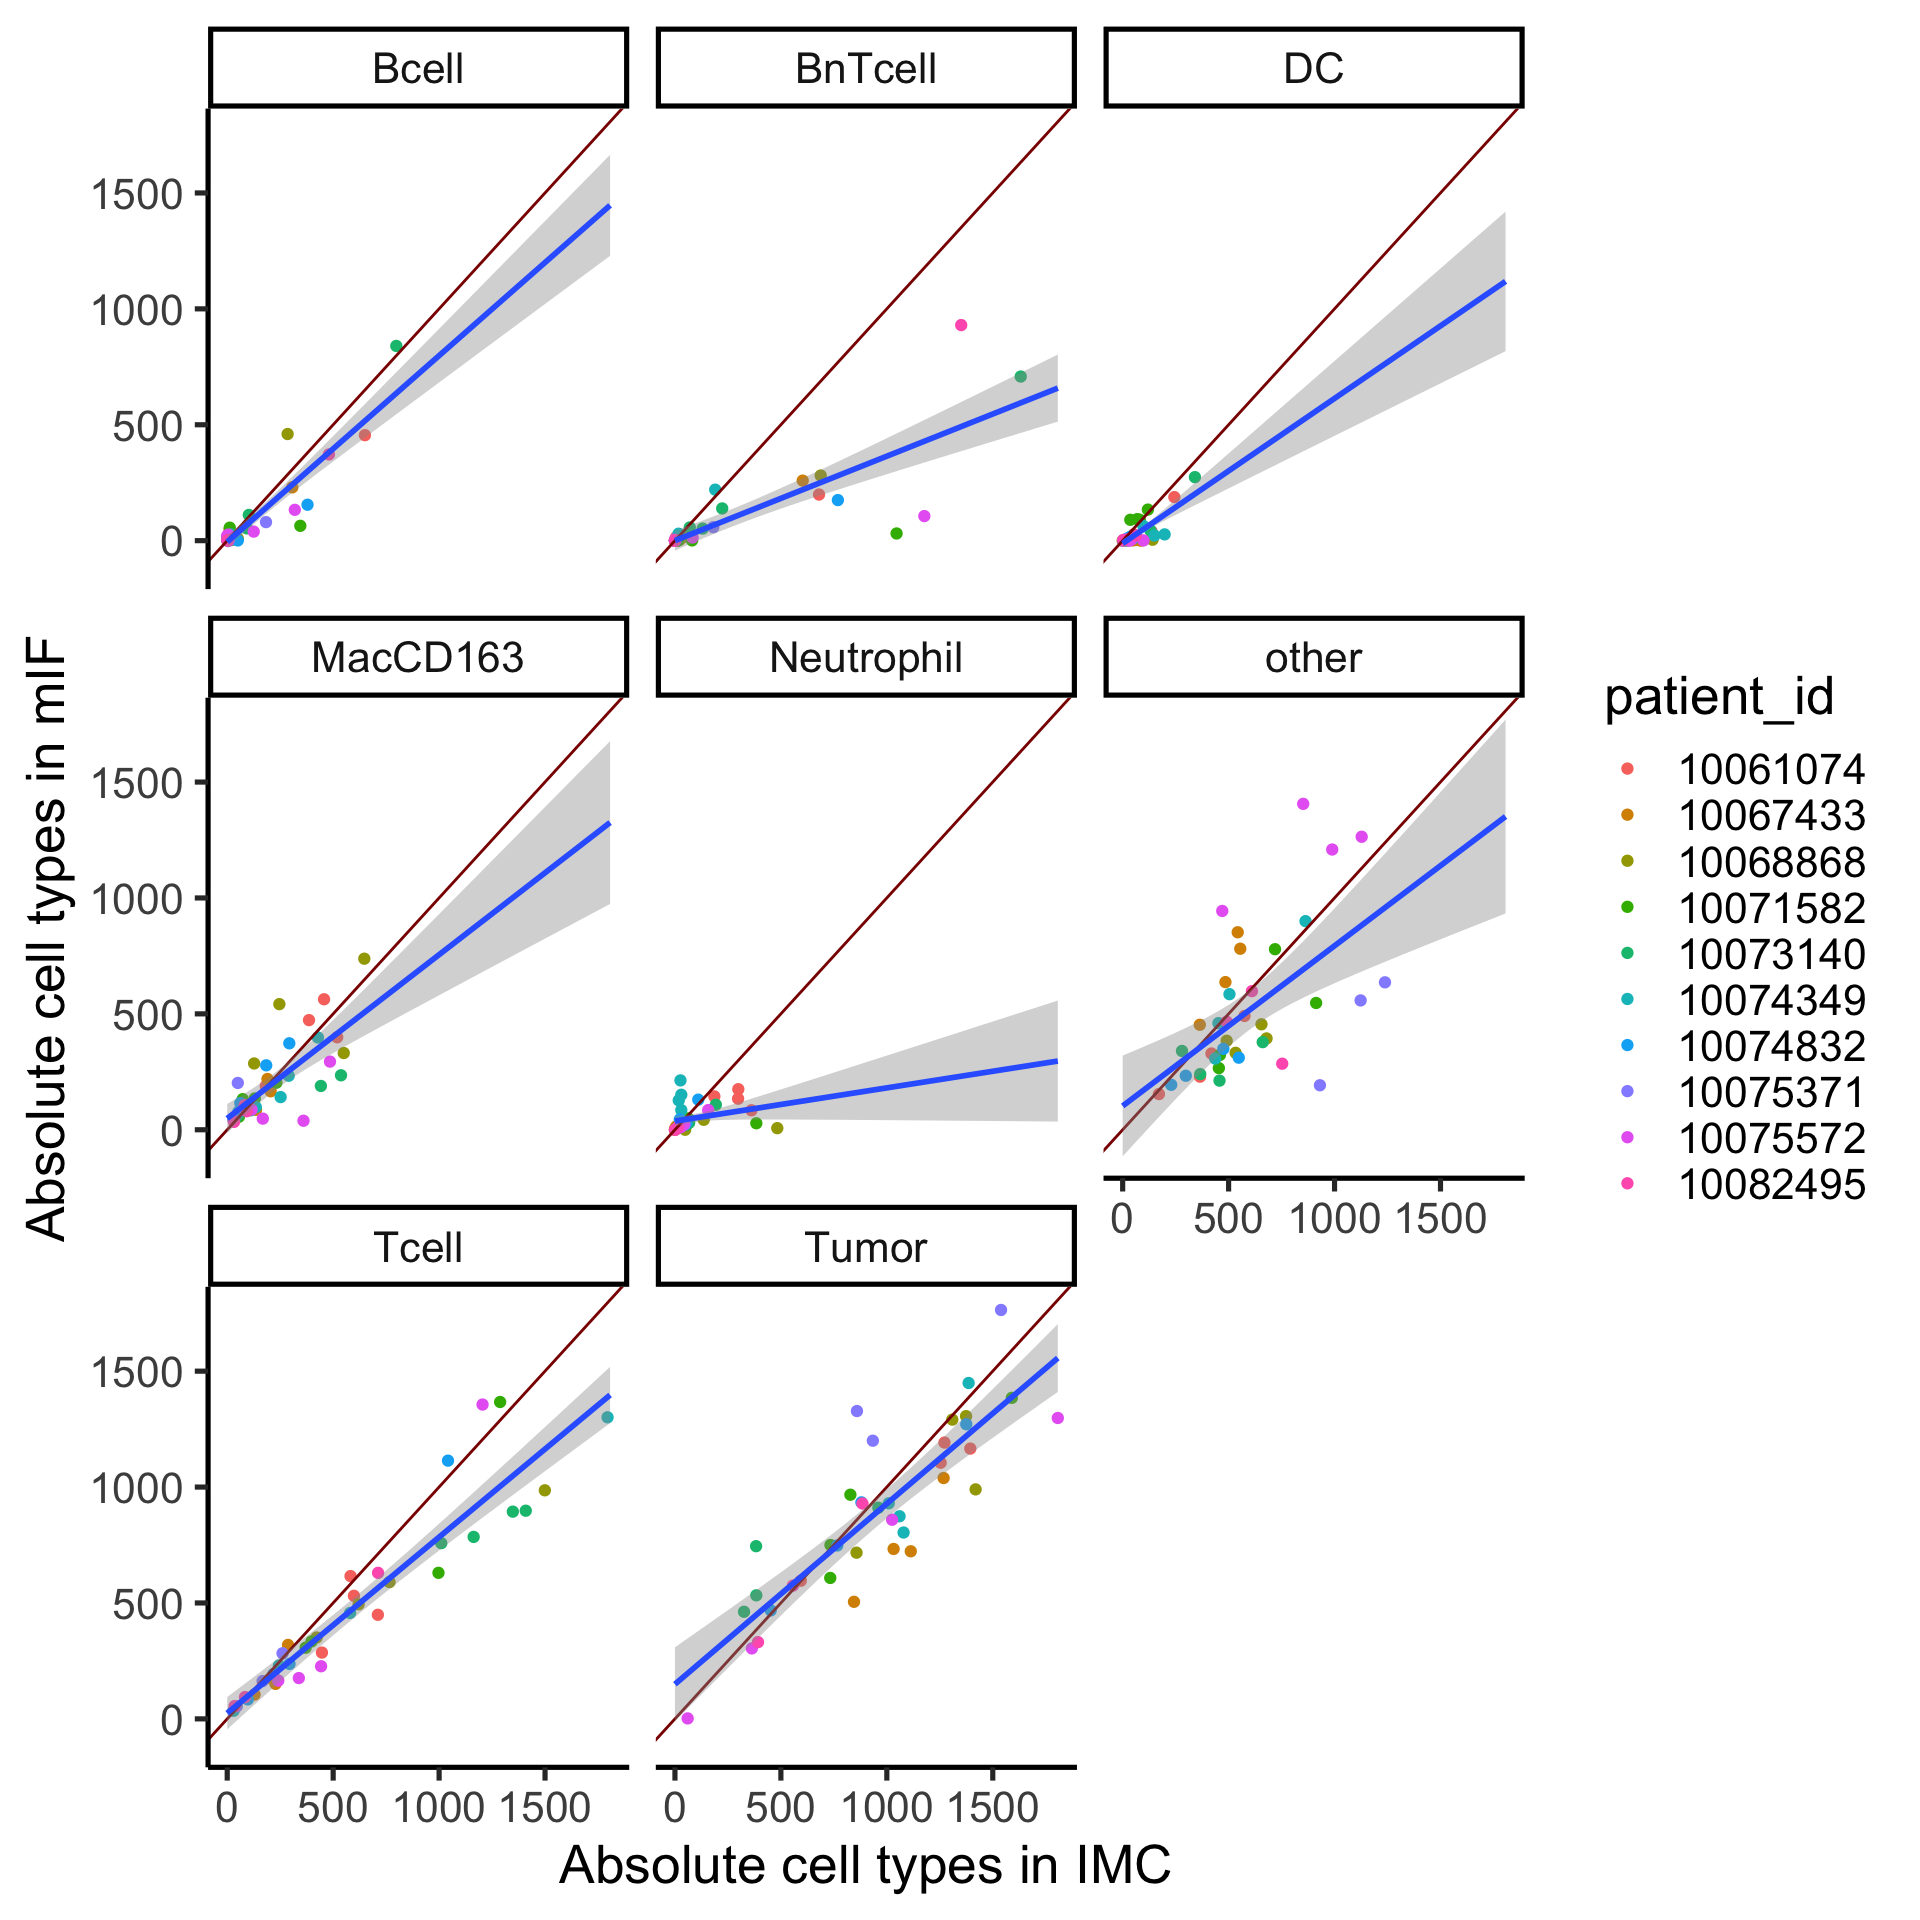 Bcell BnTcell DC
1500
1000
500
0
MacCD163 Neutrophil other
1500
1000
500
0
0 500 1000 1500
Tcell Tumor
1500
1000
500
0
0 500 1000 1500 0 500 1000 1500
Absolute cell types in IMC
Absolute cell types in mIF
patient_id
10061074
10067433
10068868
10071582
10073140
10074349
10074832
10075371
10075572
10082495